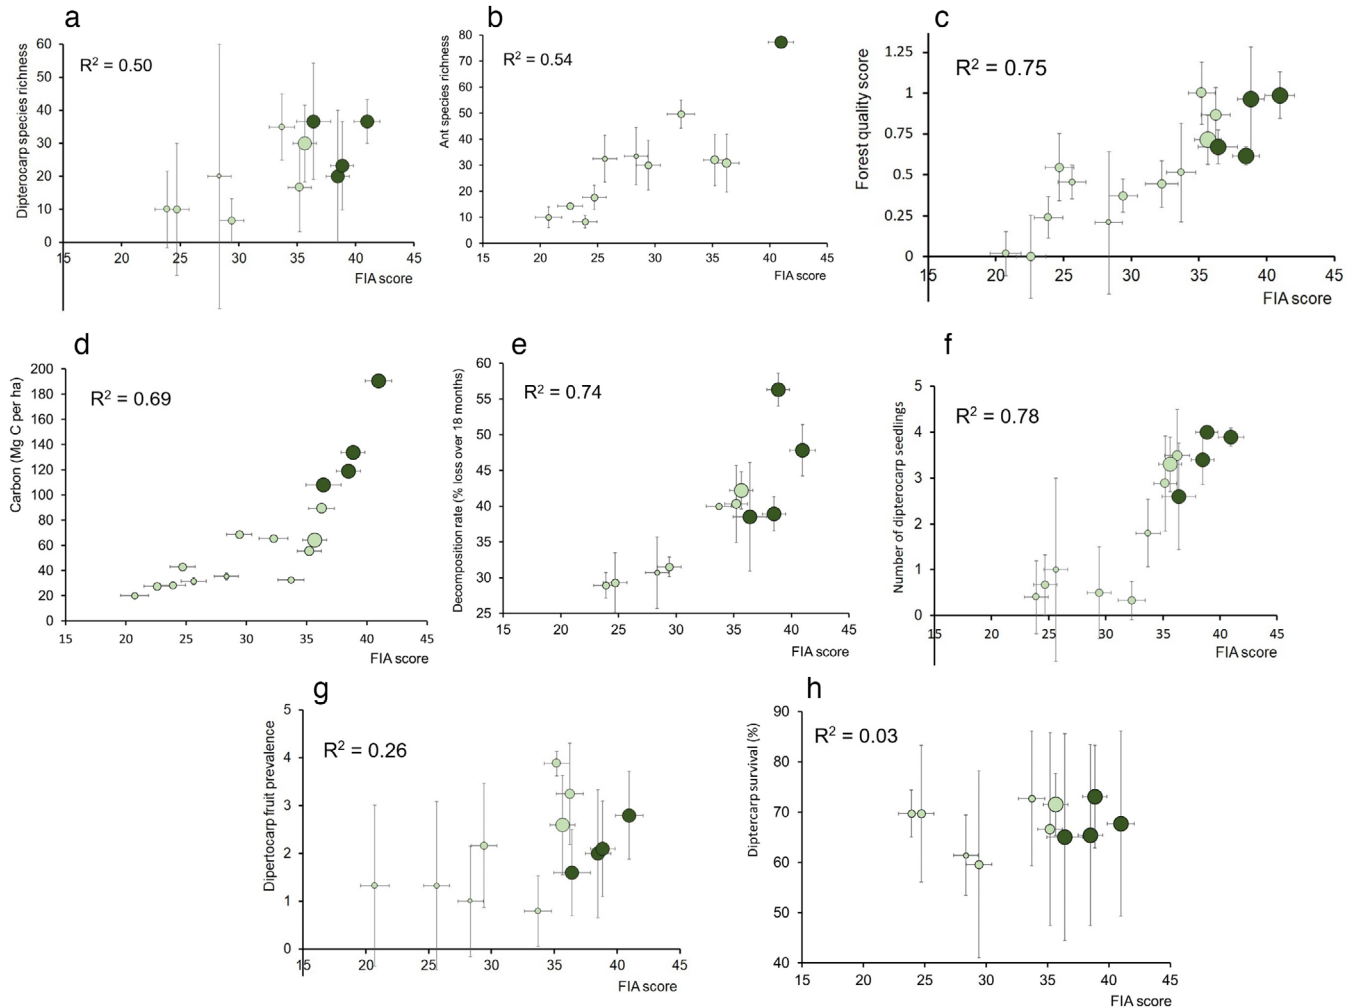 a
Dipterocarp species richness
60
50
40
30
20
10
0
R² = 0.50
15 20 25 30 35 40 45
FIA score
b
Ant species richness
80
70
60
50
40
30
20
10
0
R² = 0.54
15 20 25 30 35 40 45
FIA score
c
Forest quality score
1.25
1
0.75
0.5
0.25
0
R² = 0.75
15 20 25 30 35 40 45
FIA score
d
Carbon (Mg C per ha)
200
180
160
140
120
100
80
60
40
20
0
R² = 0.69
15 20 25 30 35 40 45
FIA score
e
Decomposition rate (% loss over 18 months)
60
55
50
45
40
35
30
25
R² = 0.74
15 20 25 30 35 40 45
FIA score
f
Number of dipterocarp seedlings
5
4
3
2
1
0
R² = 0.78
15 20 25 30 35 40 45
FIA score
g
Dipertocarp fruit prevalence
5
4
3
2
1
0
R² = 0.26
15 20 25 30 35 40 45
FIA score
h
Diptercarp survival (%)
90
80
70
60
50
40
R² = 0.03
15 20 25 30 35 40 45
FIA score